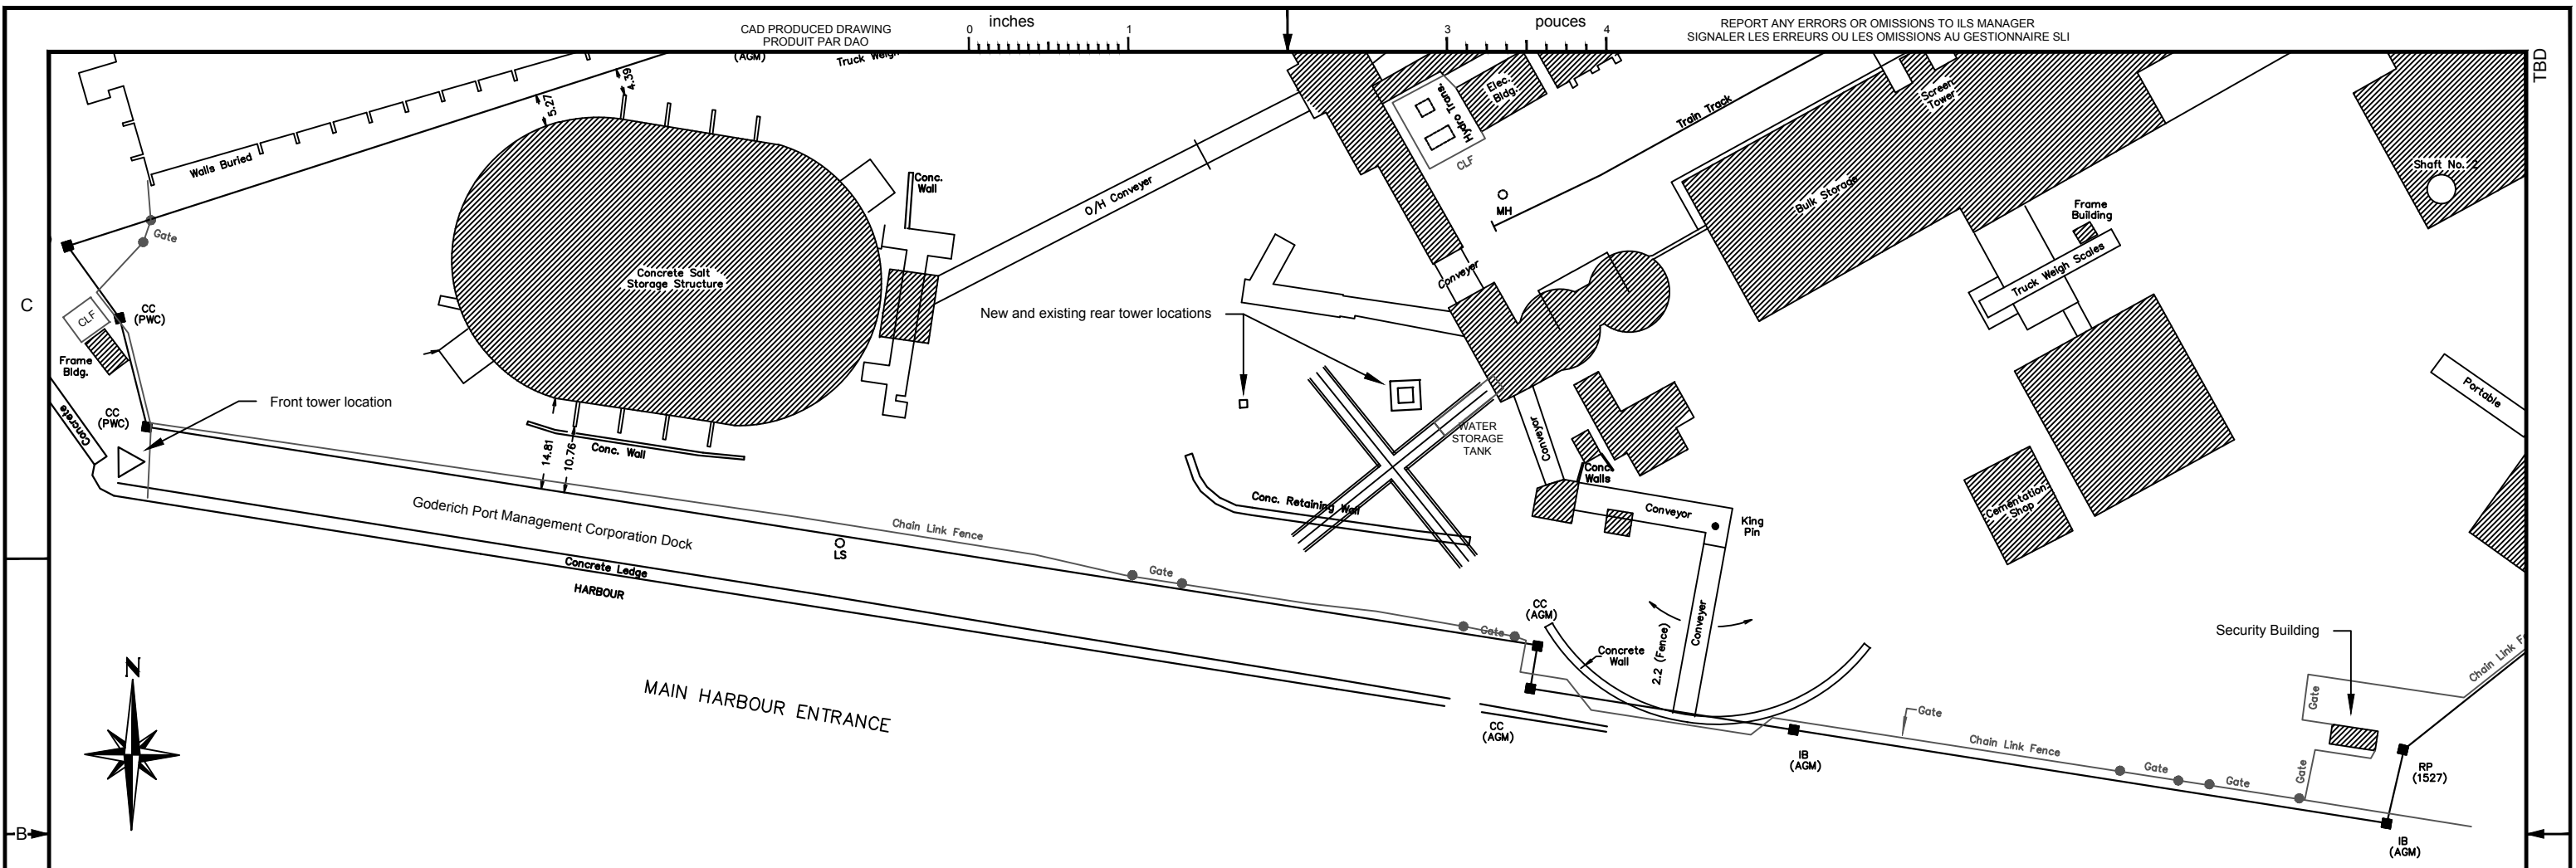 inches
pouces
CAD PRODUCED DRAWING
PRODUIT PAR DAO
0
1
3
4
REPORT ANY ERRORS OR OMISSIONS TO ILS MANAGER
SIGNALER LES ERREURS OU LES OMISSIONS AU GESTIONNAIRE SLI
TBD
(AGM)
Truck Weigh
4.39
5.27
Walls Buried
Gate
Conc.
Wall
O/H Conveyer
Elec.
Bldg.
Hydro Trans.
CLF
Train Track
Screen
Tower
Bulk Storage
MH
Shaft No. 2
Frame
Building
Truck Weigh Scales
Conveyer
Concrete Salt
Storage Structure
C
CLF
CC
(PWC)
Frame
Bldg.
CC
(PWC)
Concrete
Front tower location
New and existing rear tower locations
Portable
WATER
STORAGE
TANK
Conveyor
Conc.
Walls
14.81
10.76
Conc. Wall
Conc. Retaining Wall
Cementation
Shop
Conveyor
King
Pin
Goderich Port Management Corporation Dock
Chain Link Fence
LS
Concrete Ledge
HARBOUR
Gate
Gate
CC
(AGM)
2.2 (Fence)
Conveyer
Concrete
Wall
Security Building
Chain Link F
N
MAIN HARBOUR ENTRANCE
Gate
Gate
CC
(AGM)
IB
(AGM)
Chain Link Fence
Gate
Gate
Gate
RP
(1527)
IB
(AGM)
B